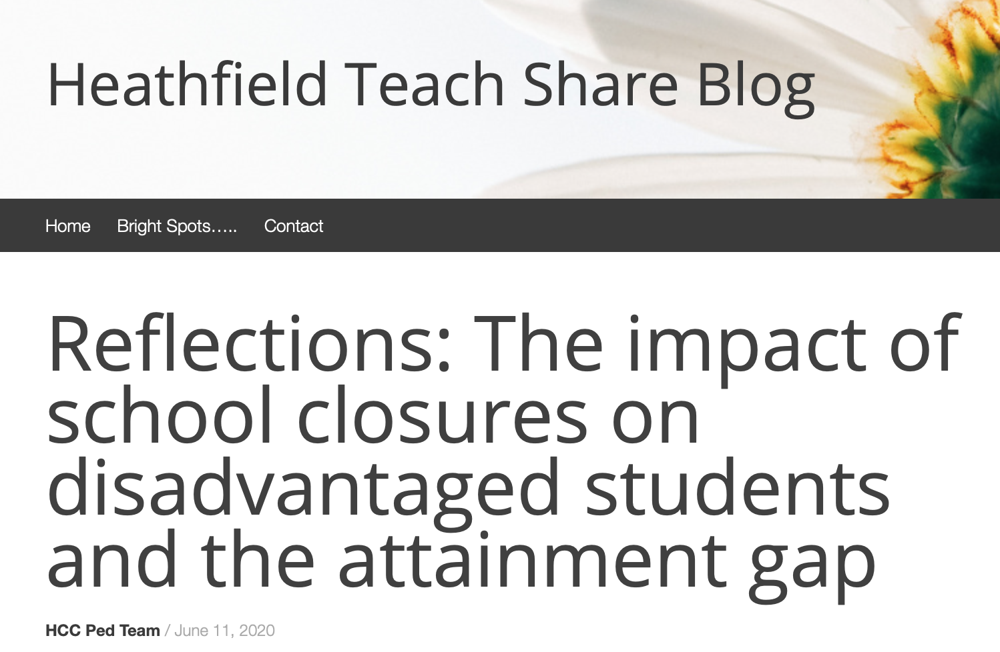 Heathfield Teach Share Blog
Home Bright Spots..... Contact
Reflections: The impact of
school closures on
disadvantaged students
and the attainment gap
HCC Ped Team / June 11, 2020